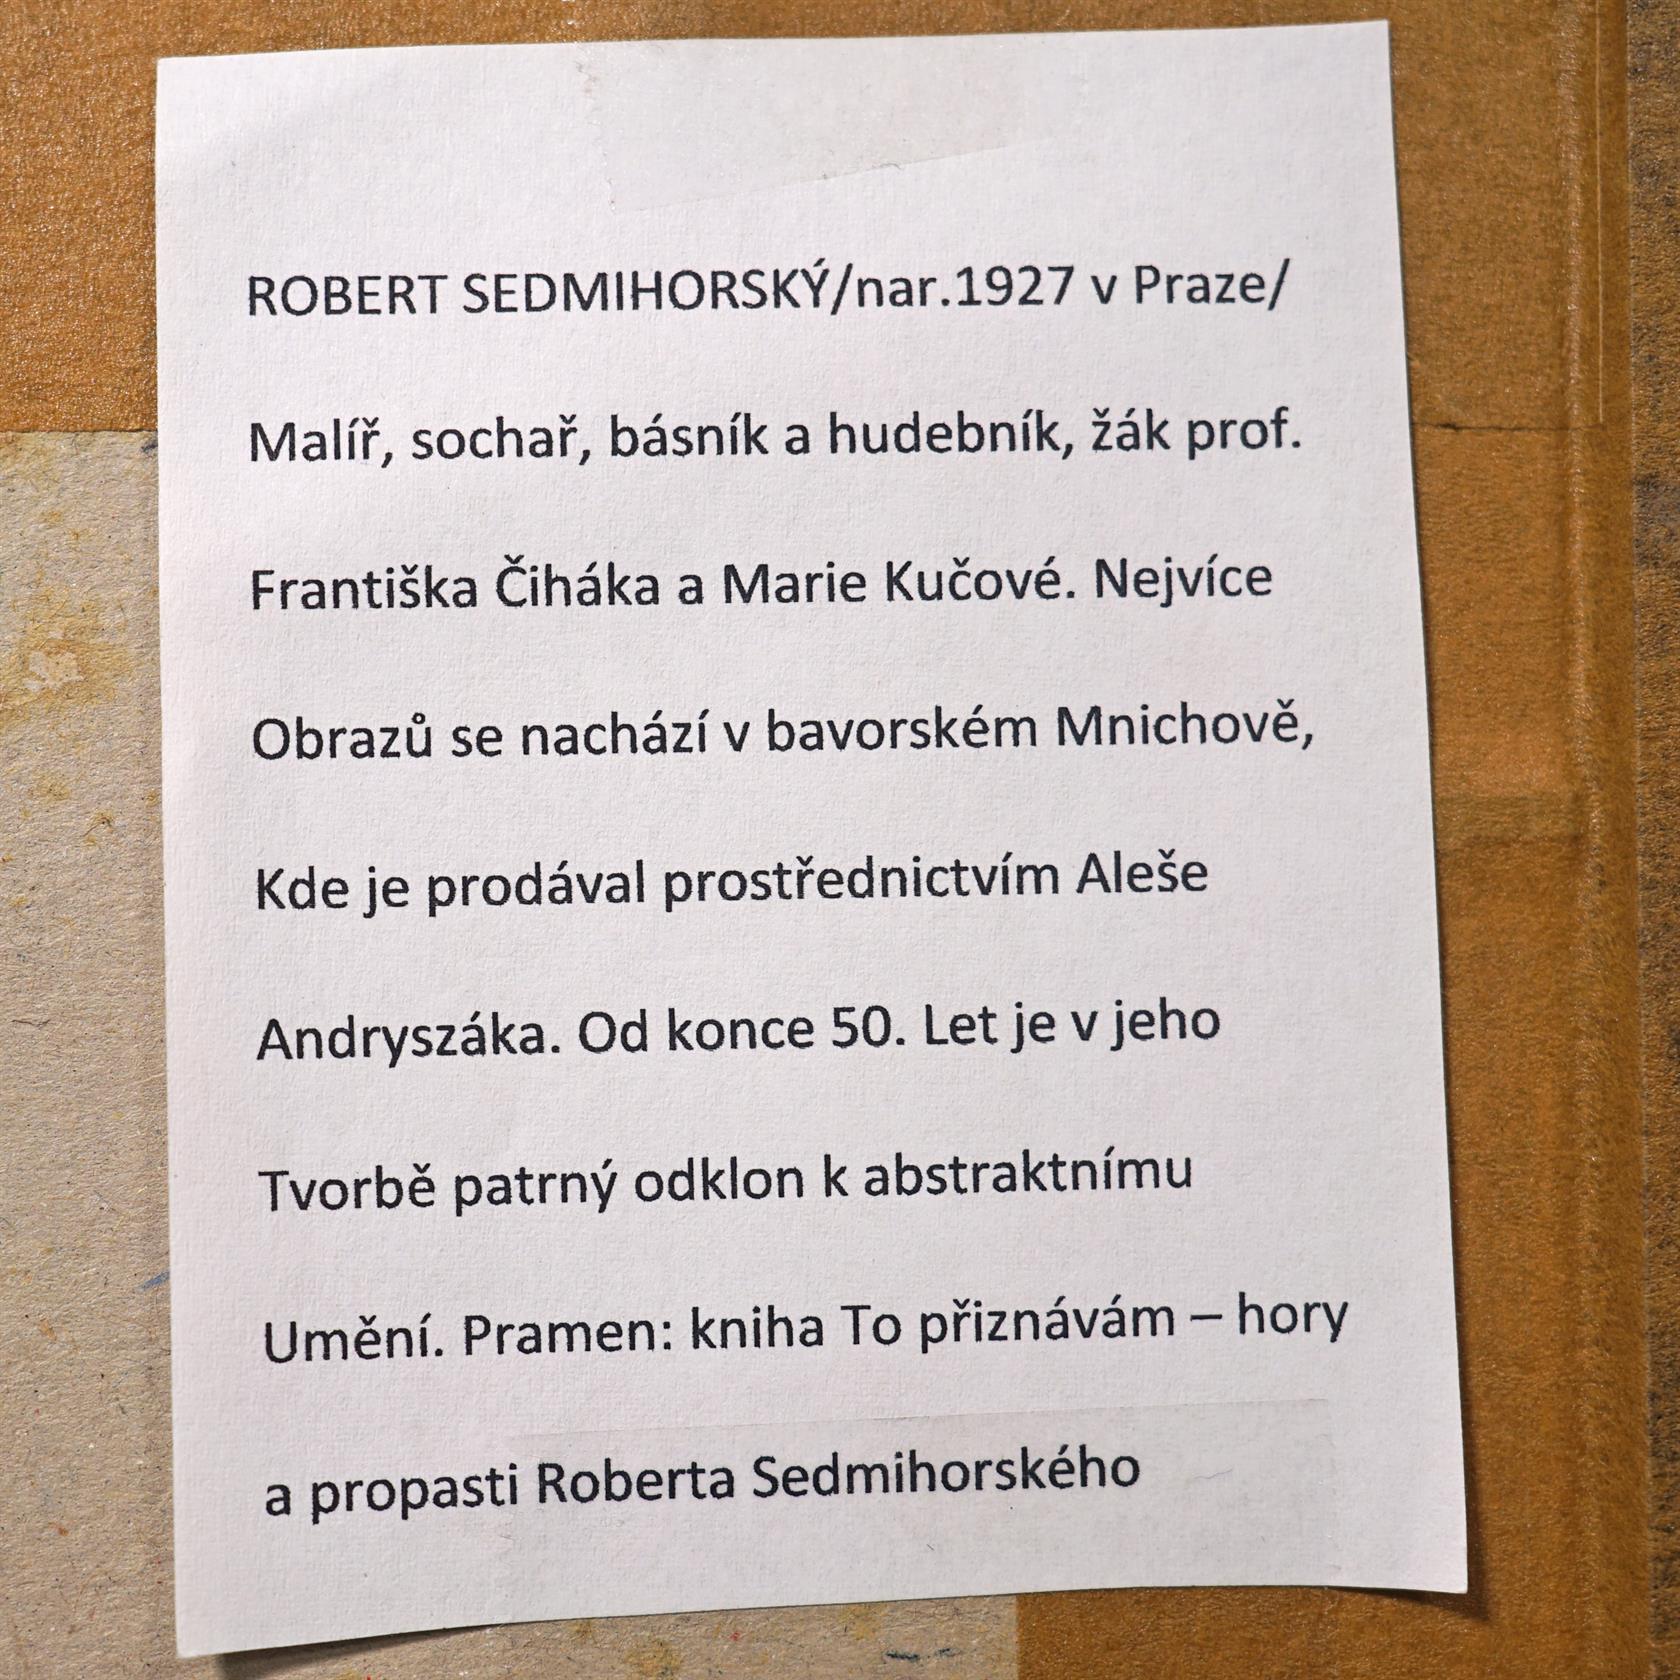 ROBERT SEDMIHORSKÝ/nar.1927 v Praze/
Malíř, sochař, básník a hudebník, žák prof.
Františka Čiháka a Marie Kučové. Nejvíce
Obrazů se nachází v bavorském Mnichově,
Kde je prodával prostřednictvím Aleše
Andryszáka. Od konce 50. Let je v jeho
Tvorbě patrný odklon k abstraktnímu
Umění. Pramen: kniha To přiznávám – hory
a propasti Roberta Sedmihorského